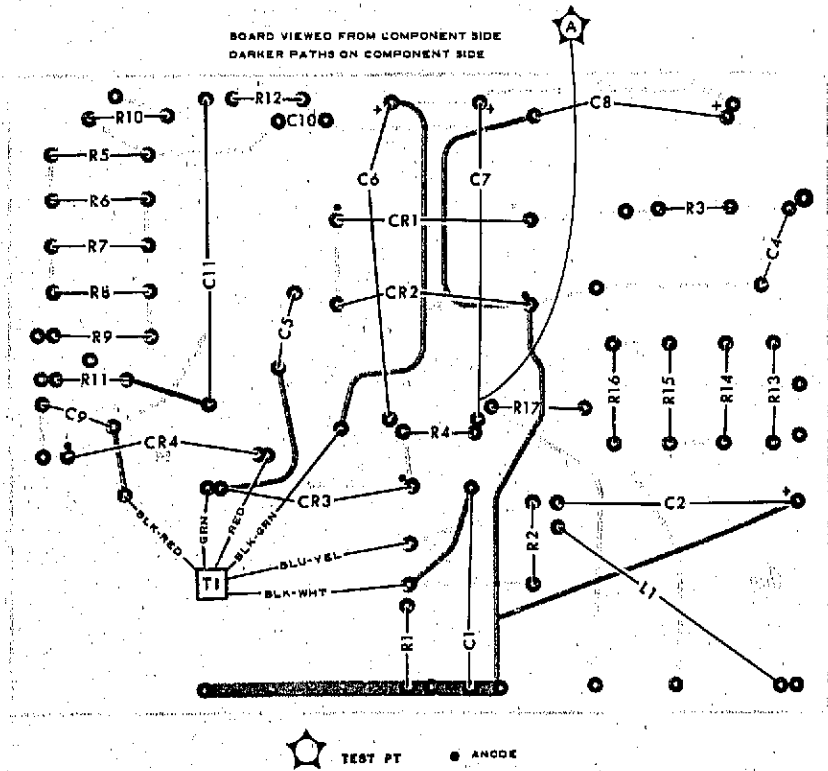 BOARD VIEWED FROM COMPONENT SIDE
DARKER PATHS ON COMPONENT SIDE
A
R10
R12
C10
+
+
C8
+
R5
C6
C7
R6
R3
CR1
R7
C4
C11
R8
CR2
C5
R9
R11
R16
R15
R14
R13
C9
R17
R4
CR4
CR3
C2
+
BLK-RED
GRN
RED
BLK-GRN
R2
BLU-YEL
T1
BLK-WHT
L1
R1
C1
TEST PT
ANODE